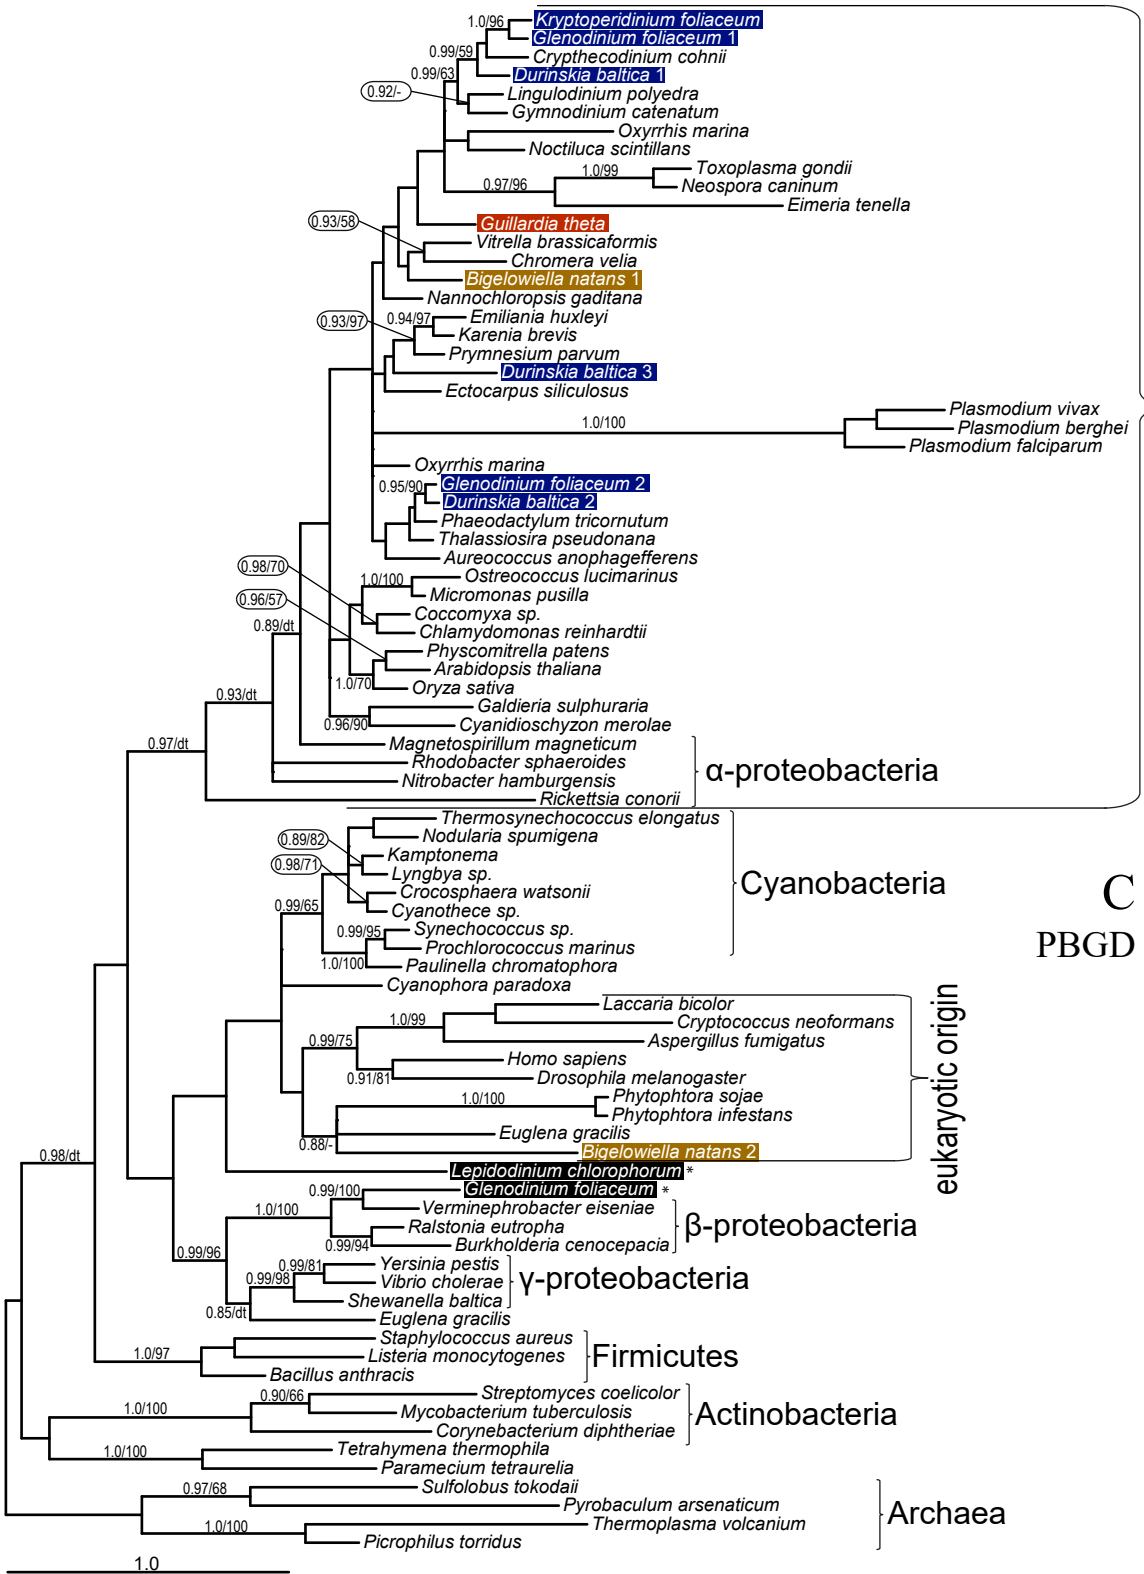 1.0/96
Kryptoperidinium foliaceum
Glenodinium foliaceum 1
0.99/59
Crypthecodinium cohnii
0.99/63
Durinskia baltica 1
0.92/-
Lingulodinium polyedra
Gymnodinium catenatum
Oxyrrhis marina
Noctiluca scintillans
1.0/99
Toxoplasma gondii
0.97/96
Neospora caninum
Eimeria tenella
0.93/58
Guillardia theta
Vitrella brassicaformis
Chromera velia
Bigelowiella natans 1
Nannochloropsis gaditana
0.93/97
0.94/97
Emiliania huxleyi
Karenia brevis
Prymnesium parvum
Durinskia baltica 3
Ectocarpus siliculosus
Plasmodium vivax
1.0/100
Plasmodium berghei
Plasmodium falciparum
Oxyrrhis marina
0.95/90
Glenodinium foliaceum 2
Durinskia baltica 2
Phaeodactylum tricornutum
Thalassiosira pseudonana
Aureococcus anophagefferens
0.98/70
1.0/100
Ostreococcus lucimarinus
0.96/57
Micromonas pusilla
Coccomyxa sp.
0.89/dt
Chlamydomonas reinhardtii
Physcomitrella patens
Arabidopsis thaliana
1.0/70
Oryza sativa
0.93/dt
Galdieria sulphuraria
0.96/90
Cyanidioschyzon merolae
0.97/dt
Magnetospirillum magneticum
Rhodobacter sphaeroides
α-proteobacteria
Nitrobacter hamburgensis
Rickettsia conorii
Thermosynechococcus elongatus
0.89/82
Nodularia spumigena
Kamptonema
0.98/71
Lyngbya sp.
Cyanobacteria
Crocosphaera watsonii
C
0.99/65
Cyanothece sp.
0.99/95
Synechococcus sp.
Prochlorococcus marinus
PBGD
1.0/100
Paulinella chromatophora
Cyanophora paradoxa
Laccaria bicolor
1.0/99
Cryptococcus neoformans
0.99/75
Aspergillus fumigatus
Homo sapiens
0.91/81
Drosophila melanogaster
eukaryotic origin
1.0/100
Phytophtora sojae
Phytophtora infestans
Euglena gracilis
0.88/-
Bigelowiella natans 2
0.98/dt
Lepidodinium chlorophorum *
0.99/100
Glenodinium foliaceum *
1.0/100
Verminephrobacter eiseniae
Ralstonia eutropha
β-proteobacteria
0.99/94
Burkholderia cenocepacia
0.99/96
0.99/81
Yersinia pestis
0.99/98
Vibrio cholerae
γ-proteobacteria
Shewanella baltica
0.85/dt
Euglena gracilis
Staphylococcus aureus
1.0/97
Listeria monocytogenes
Firmicutes
Bacillus anthracis
0.90/66
Streptomyces coelicolor
1.0/100
Mycobacterium tuberculosis
Actinobacteria
Corynebacterium diphtheriae
1.0/100
Tetrahymena thermophila
Paramecium tetraurelia
0.97/68
Sulfolobus tokodaii
Pyrobaculum arsenaticum
Archaea
1.0/100
Thermoplasma volcanium
Picrophilus torridus
1.0